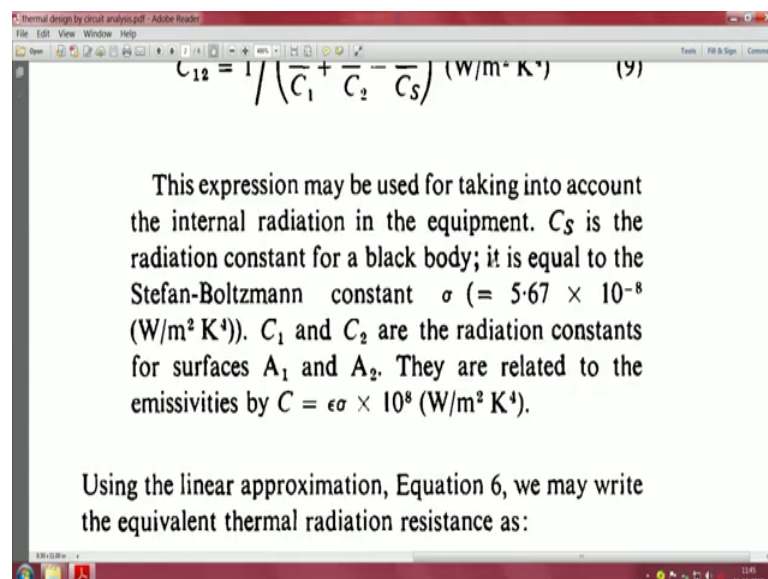 thermal design by circuit analysis.pdf - Adobe Reader
File Edit View Window Help
Open
Tools Fill & Sign Comme
C₁₂ = 1 / ( / C₁ + / C₂ − / C_S ) (W/m² K⁴) (9)
This expression may be used for taking into account
the internal radiation in the equipment. C_S is the
radiation constant for a black body; it is equal to the
Stefan-Boltzmann constant σ (= 5·67 × 10⁻⁸
(W/m² K⁴)). C₁ and C₂ are the radiation constants
for surfaces A₁ and A₂. They are related to the
emissivities by C = ϵσ × 10⁸ (W/m² K⁴).
Using the linear approximation, Equation 6, we may write
the equivalent thermal radiation resistance as:
11:45